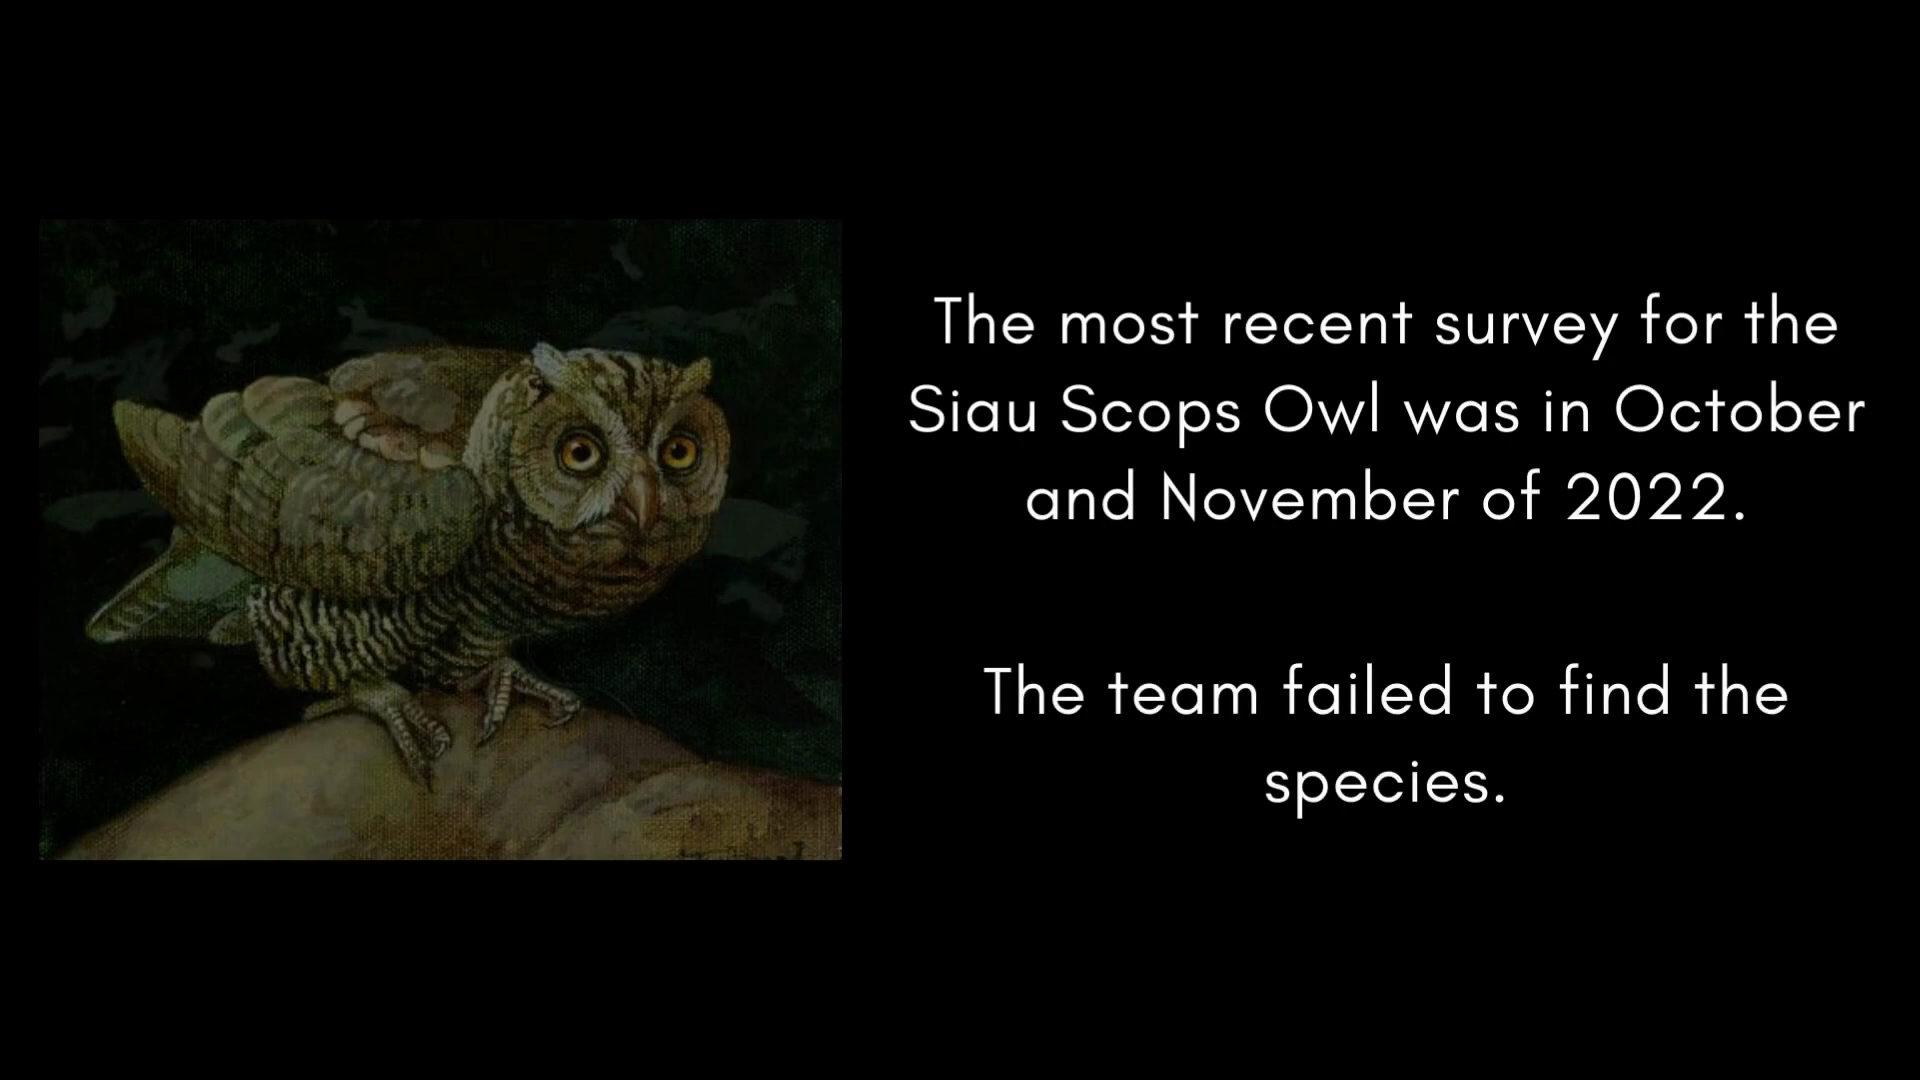 The most recent survey for the
Siau Scops Owl was in October
and November of 2022.
The team failed to find the
species.